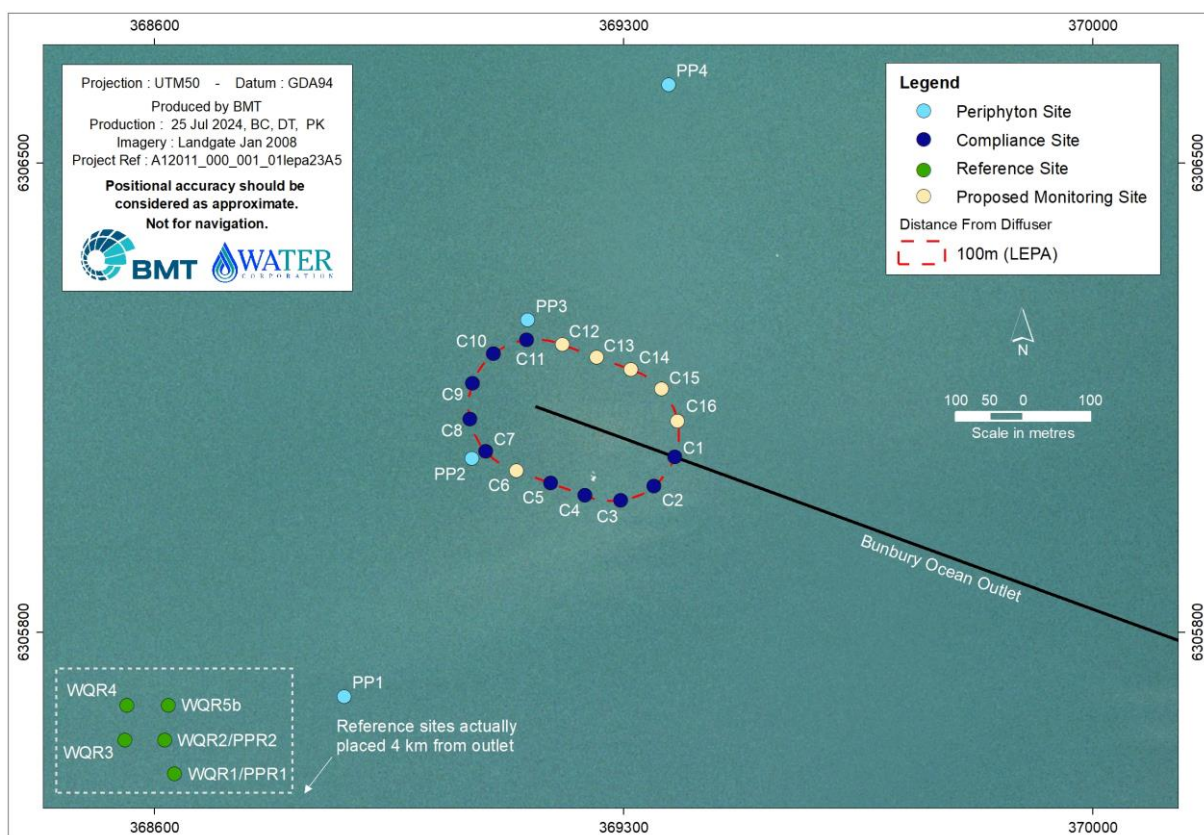 368600
369300
370000
Projection : UTM50 - Datum : GDA94
Produced by BMT
Production : 25 Jul 2024, BC, DT, PK
Imagery : Landgate Jan 2008
Project Ref : A12011_000_001_01lepa23A5
Positional accuracy should be
considered as approximate.
Not for navigation.
BMT
WATER
CORPORATION
PP4
Legend
Periphyton Site
Compliance Site
Reference Site
Proposed Monitoring Site
Distance From Diffuser
100m (LEPA)
6306500
6306500
PP3
C10
C11
C12
C13
C14
C15
C16
C9
C8
C7
PP2
C6
C5
C4
C3
C2
C1
N
100 50 0 100
Scale in metres
Bunbury Ocean Outlet
6305800
6305800
WQR4
WQR5b
WQR3
WQR2/PPR2
WQR1/PPR1
PP1
Reference sites actually
placed 4 km from outlet
368600
369300
370000